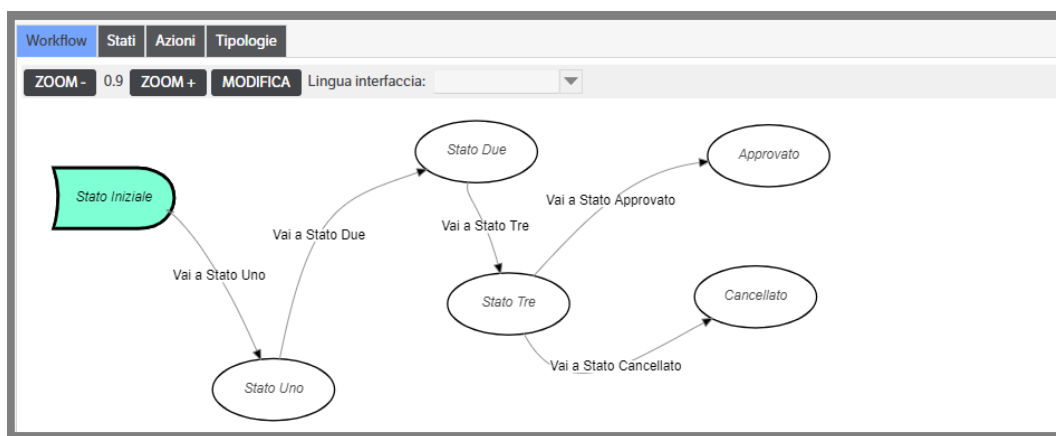 Workflow Stati Azioni Tipologie
ZOOM - 0.9 ZOOM + MODIFICA Lingua interfaccia:
Stato Due
Approvato
Stato Iniziale
Vai a Stato Approvato
Vai a Stato Due
Vai a Stato Tre
Vai a Stato Uno
Stato Tre
Cancellato
Vai a Stato Cancellato
Stato Uno